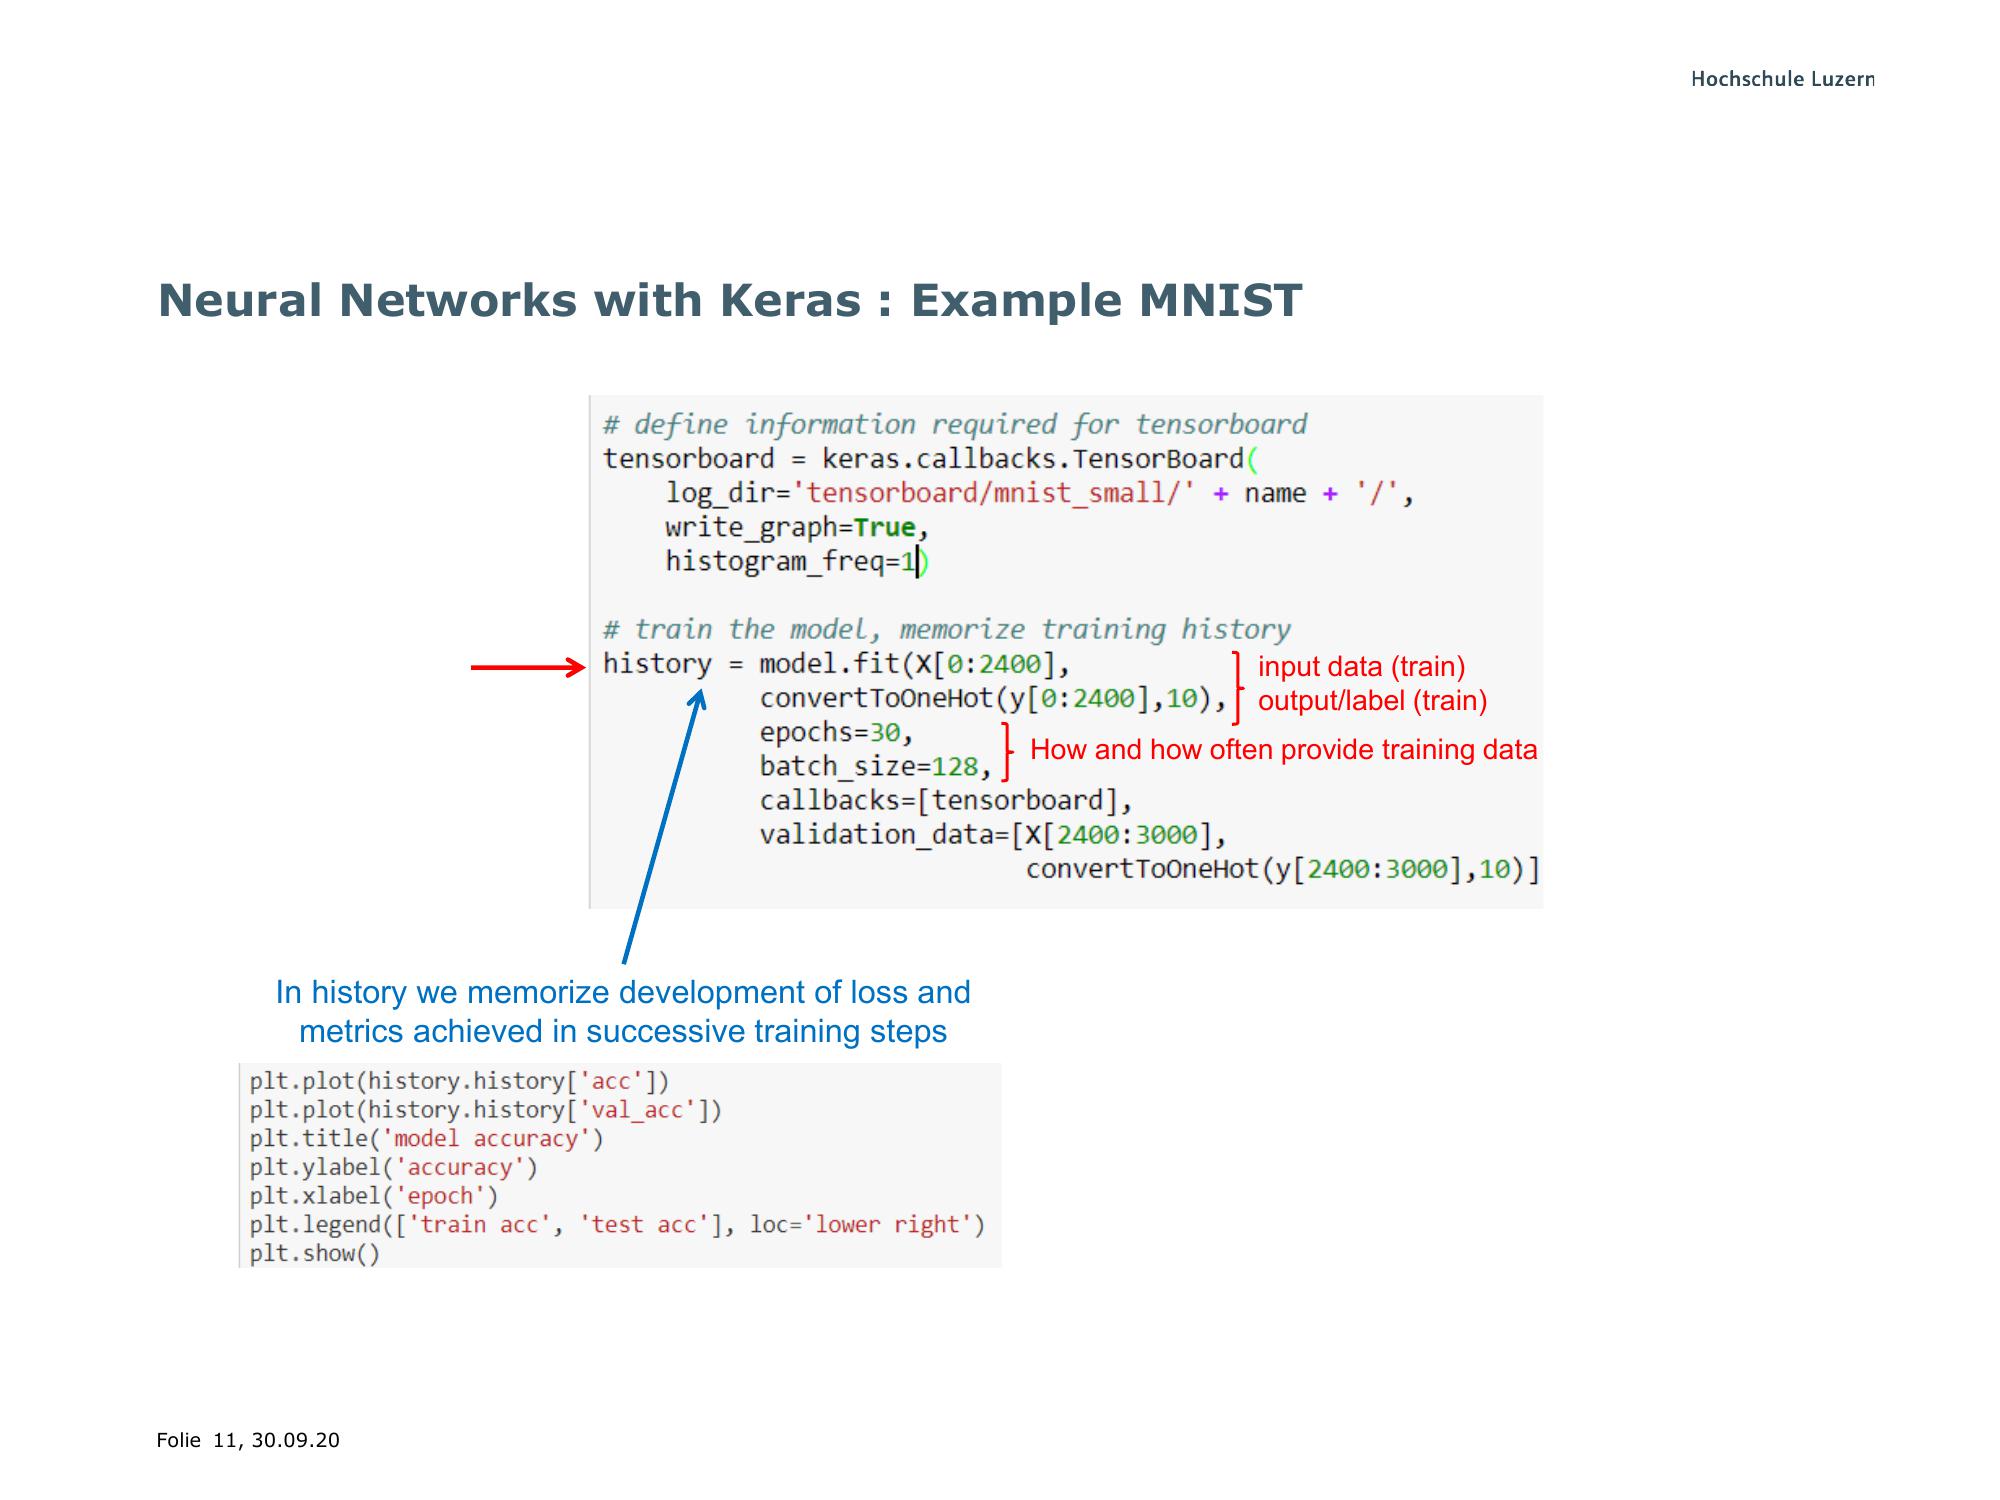 Hochschule Luzern
Neural Networks with Keras : Example MNIST
# define information required for tensorboard
tensorboard = keras.callbacks.TensorBoard(
    log_dir='tensorboard/mnist_small/' + name + '/',
    write_graph=True,
    histogram_freq=1)
# train the model, memorize training history
history = model.fit(X[0:2400],
          convertToOneHot(y[0:2400],10),
          epochs=30,
          batch_size=128,
          callbacks=[tensorboard],
          validation_data=[X[2400:3000],
                           convertToOneHot(y[2400:3000],10)]
input data (train)
output/label (train)
How and how often provide training data
In history we memorize development of loss and
metrics achieved in successive training steps
plt.plot(history.history['acc'])
plt.plot(history.history['val_acc'])
plt.title('model accuracy')
plt.ylabel('accuracy')
plt.xlabel('epoch')
plt.legend(['train acc', 'test acc'], loc='lower right')
plt.show()
Folie 11, 30.09.20